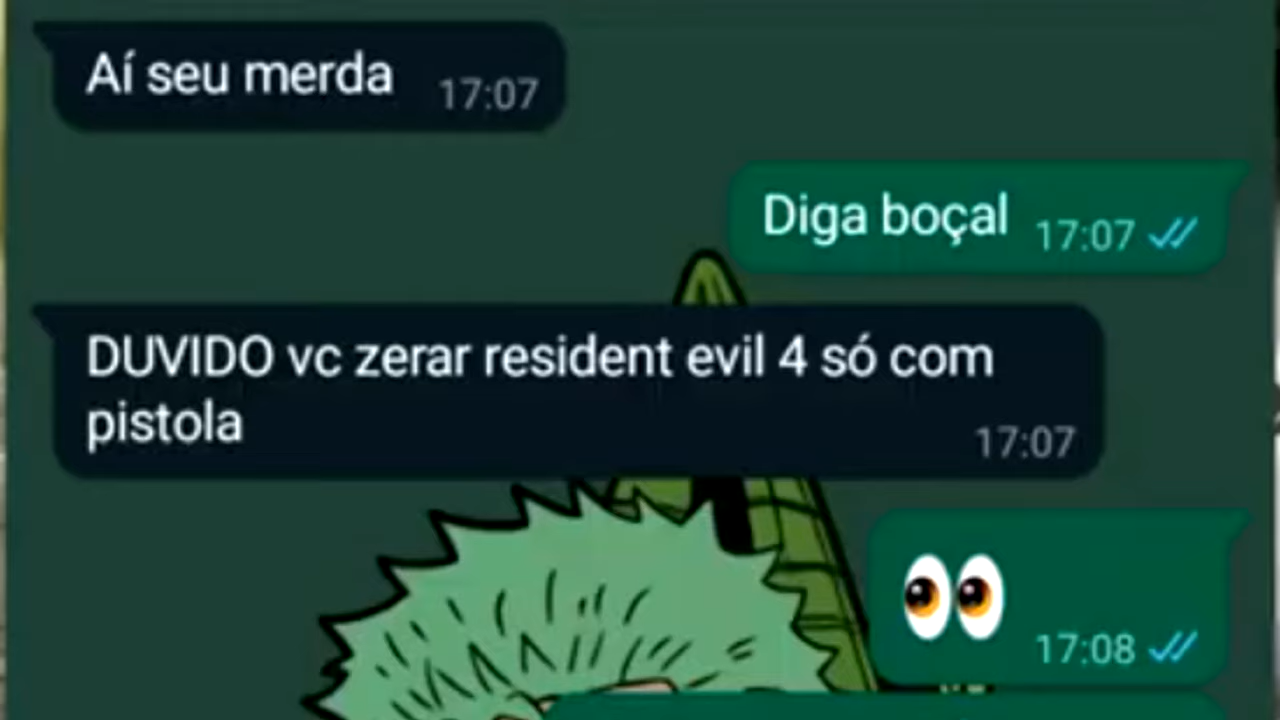 Aí seu merda 17:07
Diga boçal 17:07
DUVIDO vc zerar resident evil 4 só com
pistola 17:07
👀 17:08